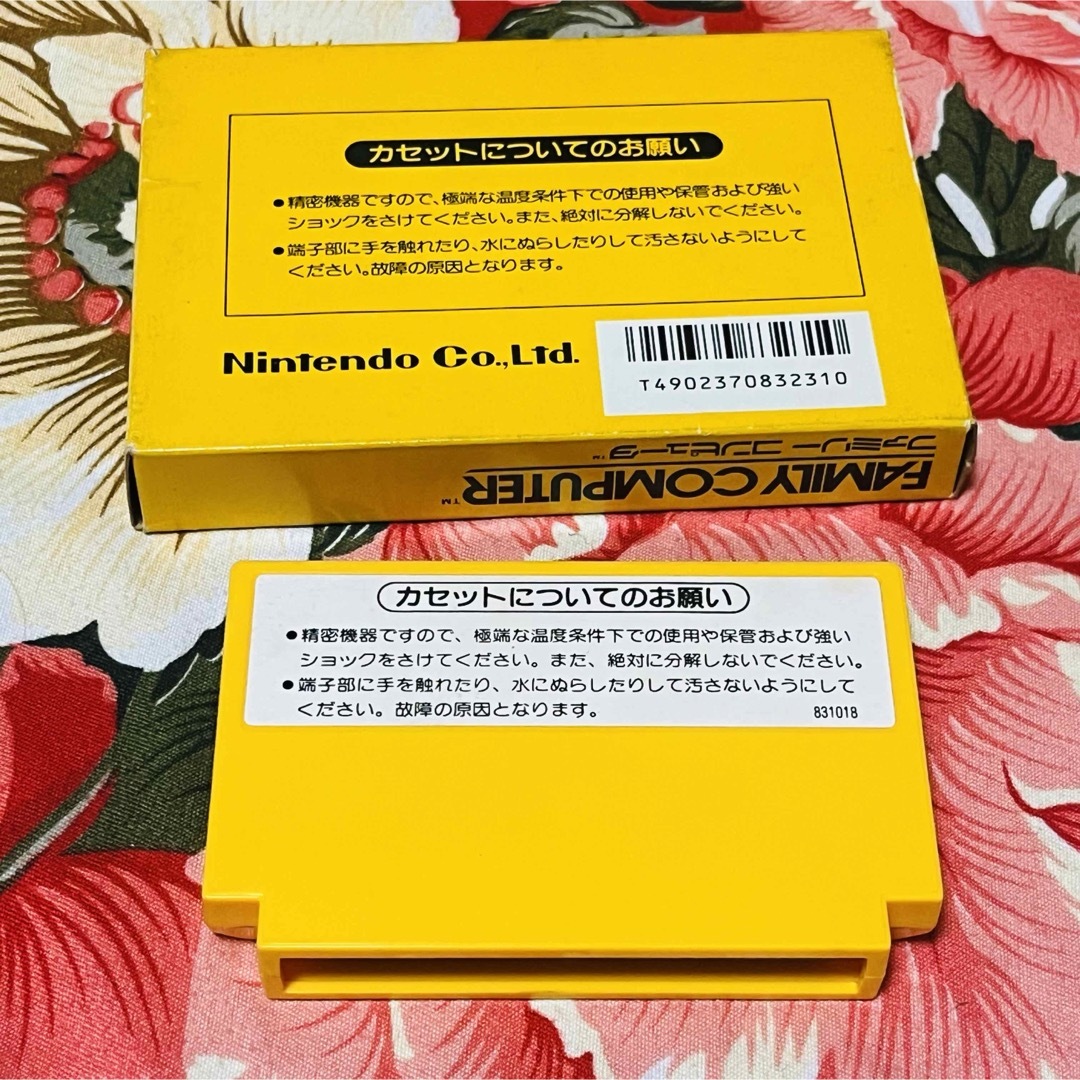 カセットについてのお願い
●精密機器ですので、極端な温度条件下での使用や保管および強い
ショックをさけてください。また、絶対に分解しないでください。
●端子部に手を触れたり、水にぬらしたりして汚さないようにして
ください。故障の原因となります。
Nintendo Co.,Ltd.
T4902370832310
ファミリー コンピュータ™
FAMILY COMPUTER™
カセットについてのお願い
●精密機器ですので、極端な温度条件下での使用や保管および強い
ショックをさけてください。また、絶対に分解しないでください。
●端子部に手を触れたり、水にぬらしたりして汚さないようにして
ください。故障の原因となります。
831018